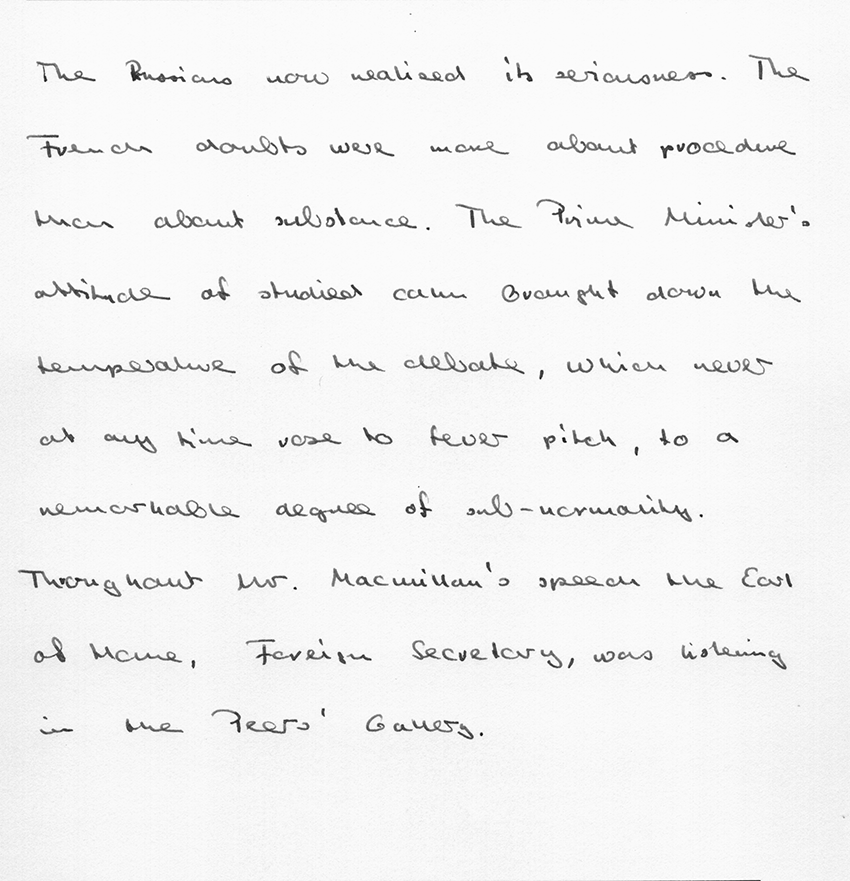 The Russians now realised its seriousness. The
French doubts were more about procedure
than about substance. The Prime Minister's
attitude of studied calm brought down the
temperature of the debate, which never
at any time rose to fever pitch, to a
remarkable degree of sub-normality.
Throughout Mr. Macmillan's speech the Earl
of Home, Foreign Secretary, was listening
in the Peers' Gallery.